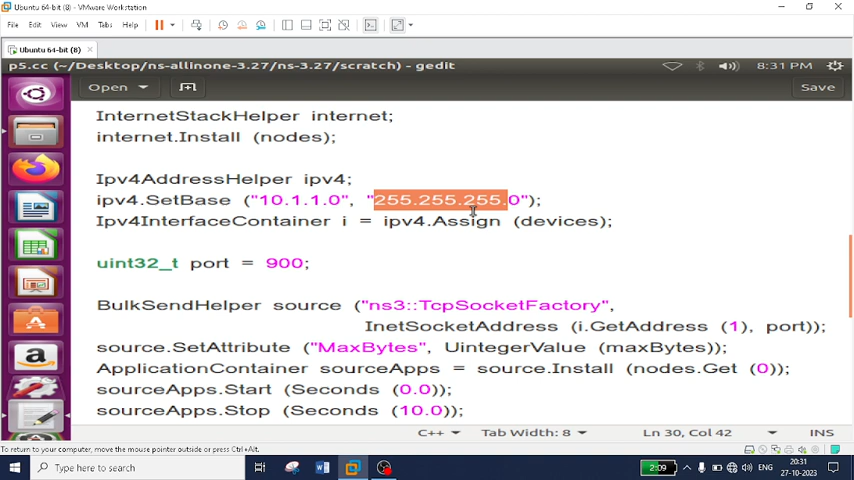 Ubuntu 64-bit (8) - VMware Workstation
File Edit View VM Tabs Help
Ubuntu 64-bit (8)
p5.cc (~/Desktop/ns-allinone-3.27/ns-3.27/scratch) - gedit 8:31 PM
Open Save
InternetStackHelper internet;
internet.Install (nodes);
Ipv4AddressHelper ipv4;
ipv4.SetBase ("10.1.1.0", "255.255.255.0");
Ipv4InterfaceContainer i = ipv4.Assign (devices);
uint32_t port = 900;
BulkSendHelper source ("ns3::TcpSocketFactory",
InetSocketAddress (i.GetAddress (1), port));
source.SetAttribute ("MaxBytes", UintegerValue (maxBytes));
ApplicationContainer sourceApps = source.Install (nodes.Get (0));
sourceApps.Start (Seconds (0.0));
sourceApps.Stop (Seconds (10.0));
C++ Tab Width: 8 Ln 30, Col 42 INS
To return to your computer, move the mouse pointer outside or press Ctrl+Alt.
Type here to search 2:09 ENG 20:31
27-10-2023